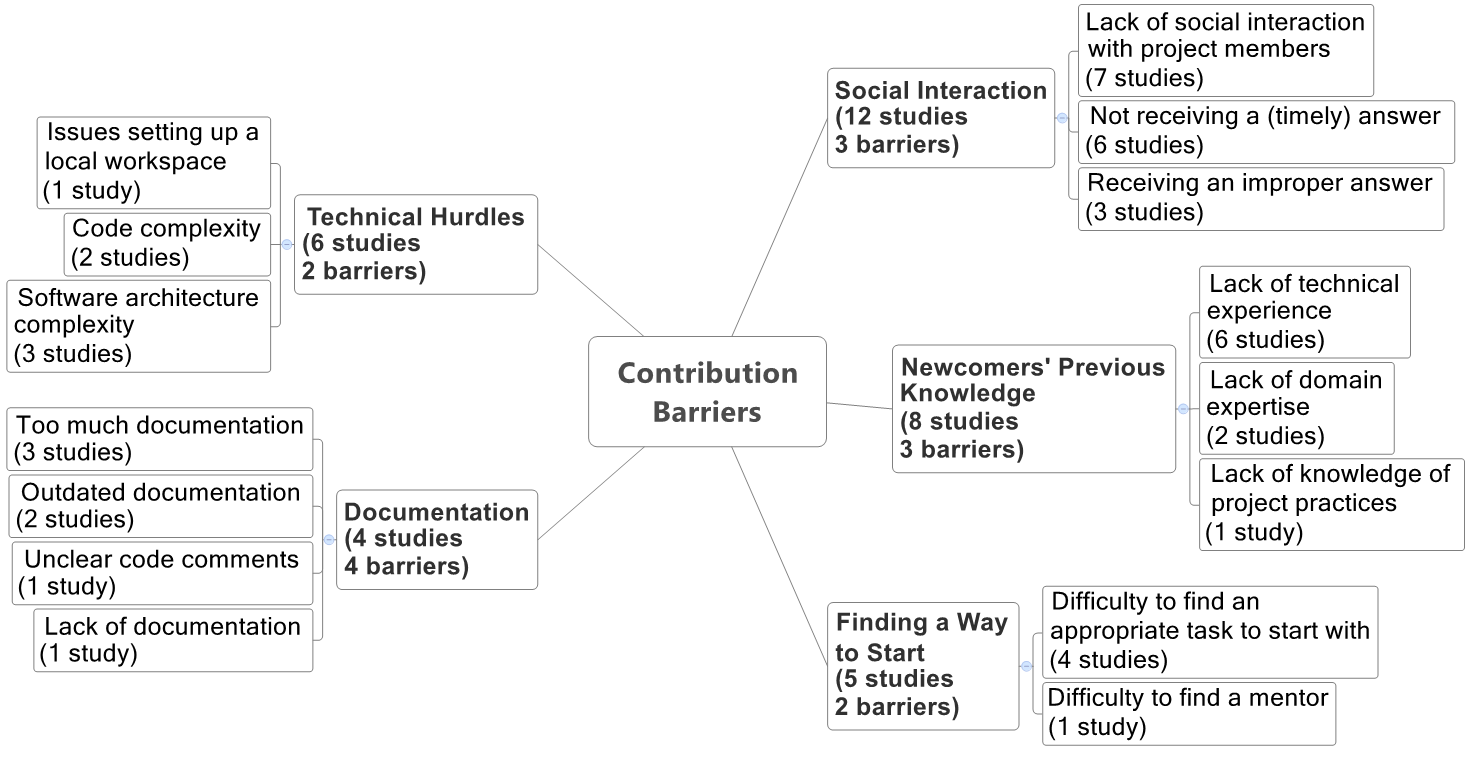 Contribution
Barriers
Technical Hurdles
(6 studies
2 barriers)
Issues setting up a
local workspace
(1 study)
Code complexity
(2 studies)
Software architecture
complexity
(3 studies)
Documentation
(4 studies
4 barriers)
Too much documentation
(3 studies)
Outdated documentation
(2 studies)
Unclear code comments
(1 study)
Lack of documentation
(1 study)
Social Interaction
(12 studies
3 barriers)
Lack of social interaction
with project members
(7 studies)
Not receiving a (timely) answer
(6 studies)
Receiving an improper answer
(3 studies)
Newcomers' Previous
Knowledge
(8 studies
3 barriers)
Lack of technical
experience
(6 studies)
Lack of domain
expertise
(2 studies)
Lack of knowledge of
project practices
(1 study)
Finding a Way
to Start
(5 studies
2 barriers)
Difficulty to find an
appropriate task to start with
(4 studies)
Difficulty to find a mentor
(1 study)